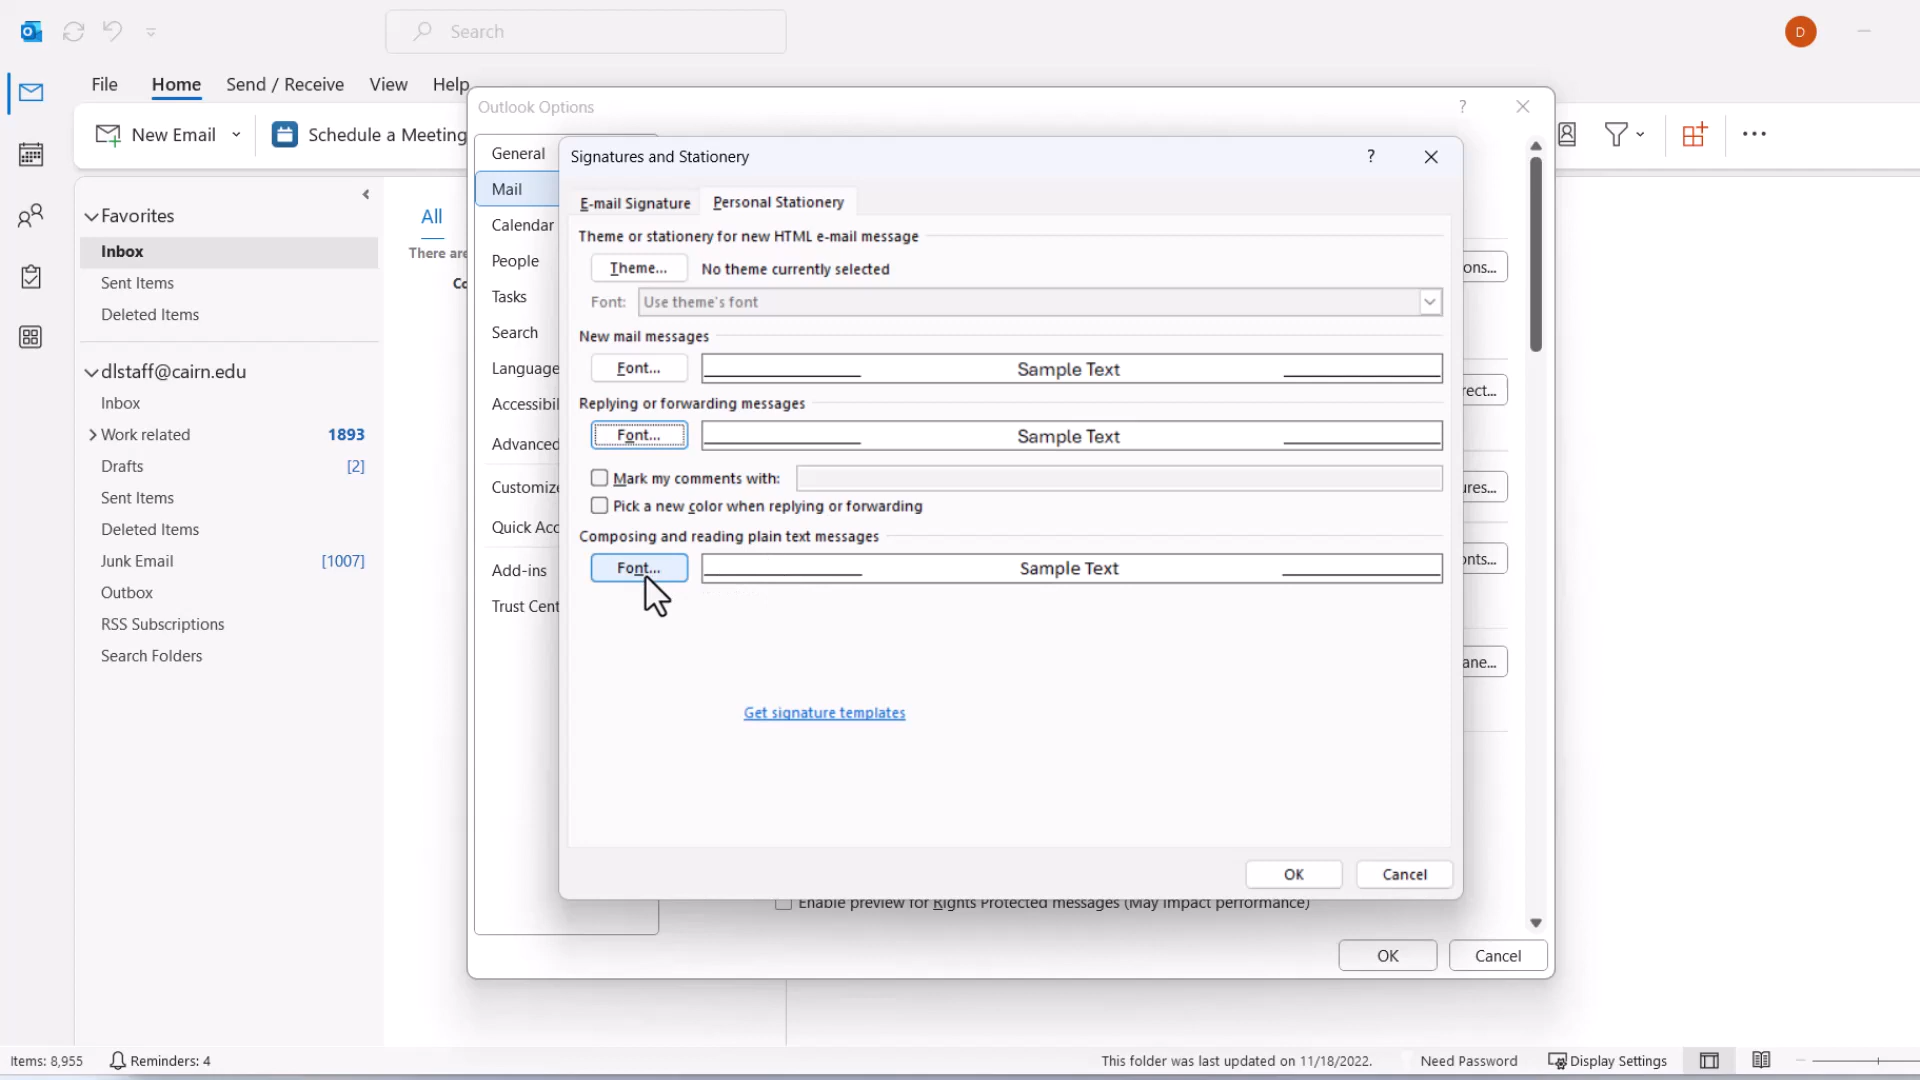 Search
D
File Home Send / Receive View Help
New Email
Schedule a Meeting
Favorites
Inbox
Sent Items
Deleted Items
dlstaff@cairn.edu
Inbox
Work related 1893
Drafts [2]
Sent Items
Deleted Items
Junk Email [1007]
Outbox
RSS Subscriptions
Search Folders
All
There are
Co
Outlook Options
?
General
Mail
Calendar
People
Tasks
Search
Language
Accessibil
Advanced
Customize
Quick Acc
Add-ins
Trust Cent
Signatures and Stationery
?
E-mail Signature Personal Stationery
Theme or stationery for new HTML e-mail message
Theme... No theme currently selected
Font: Use theme's font
New mail messages
Font... Sample Text
Replying or forwarding messages
Font... Sample Text
Mark my comments with:
Pick a new color when replying or forwarding
Composing and reading plain text messages
Font... Sample Text
Get signature templates
OK Cancel
ons...
rect...
ures...
onts...
ane...
Enable preview for Rights Protected messages (May impact performance)
OK Cancel
Items: 8,955 Reminders: 4 This folder was last updated on 11/18/2022. Need Password Display Settings